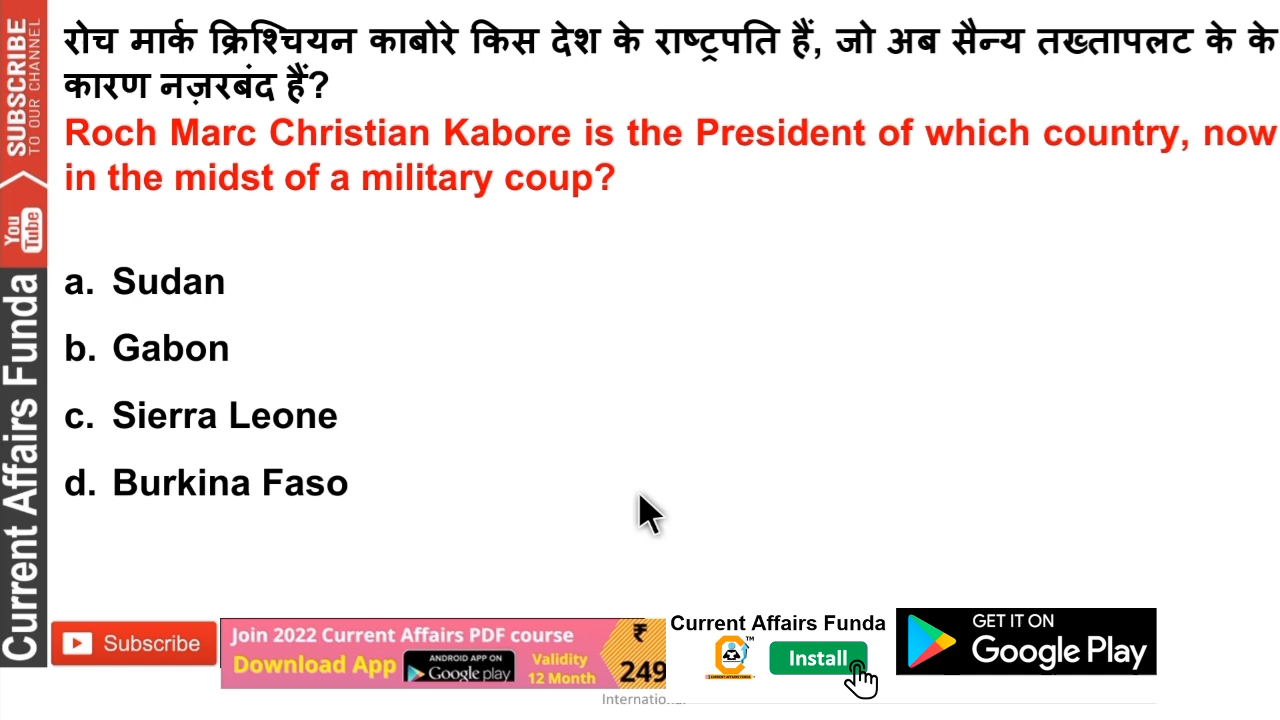 रोच मार्क क्रिश्चियन काबोरे किस देश के राष्ट्रपति हैं, जो अब सैन्य तख्तापलट के के
कारण नज़रबंद हैं?
Roch Marc Christian Kabore is the President of which country, now
in the midst of a military coup?
a. Sudan
b. Gabon
c. Sierra Leone
d. Burkina Faso
SUBSCRIBE
TO OUR CHANNEL
You
Tube
Current Affairs Funda
Subscribe
Join 2022 Current Affairs PDF course
Download App
ANDROID APP ON
Google play
Validity
12 Month
₹
249
Current Affairs Funda
TM
Install
GET IT ON
Google Play